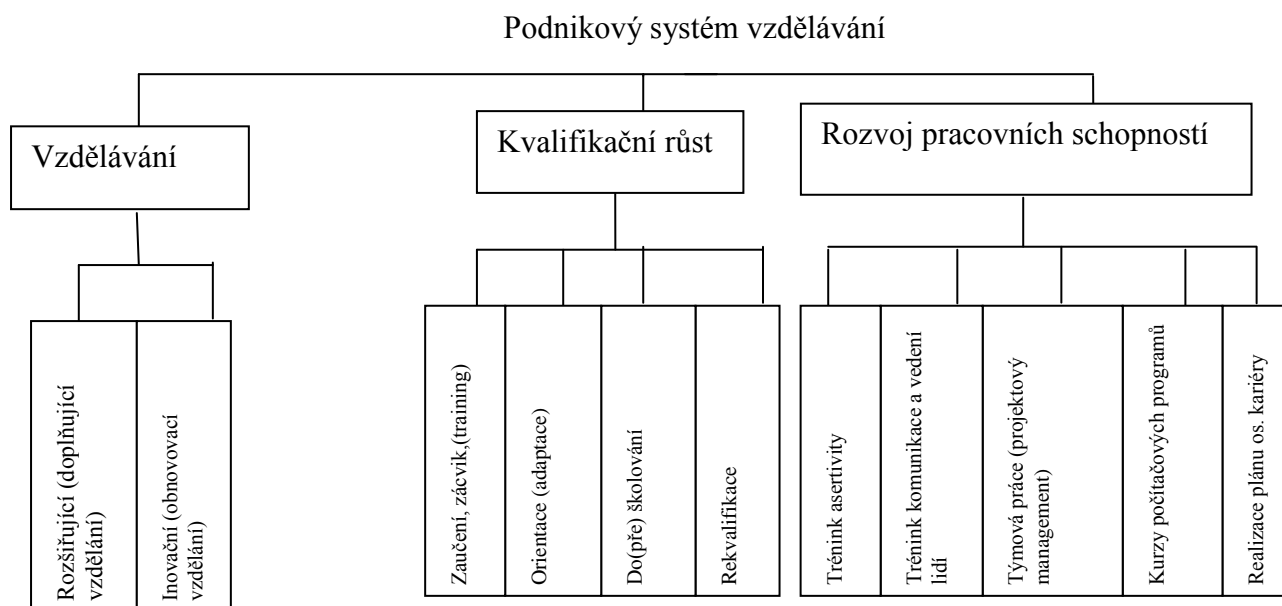 Podnikový systém vzdělávání
Vzdělávání
Kvalifikační růst
Rozvoj pracovních schopností
Rozšiřující (doplňující
vzdělání)
Inovační (obnovovací
vzdělání)
Zaučení, zácvik,(training)
Orientace (adaptace)
Do(pře) školování
Rekvalifikace
Trénink asertivity
Trénink komunikace a vedení
lidí
Týmová práce (projektový
management)
Kurzy počítačových programů
Realizace plánu os. kariéry